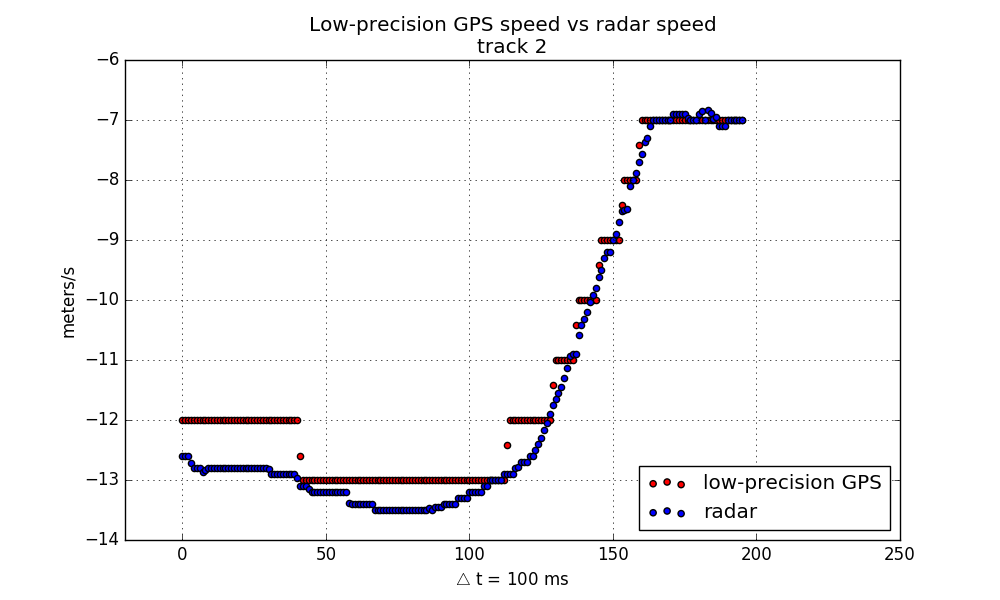 Low-precision GPS speed vs radar speed
track 2
−6
−7
−8
−9
−10
−11
−12
−13
−14
meters/s
0
50
100
150
200
250
△ t = 100 ms
low-precision GPS
radar